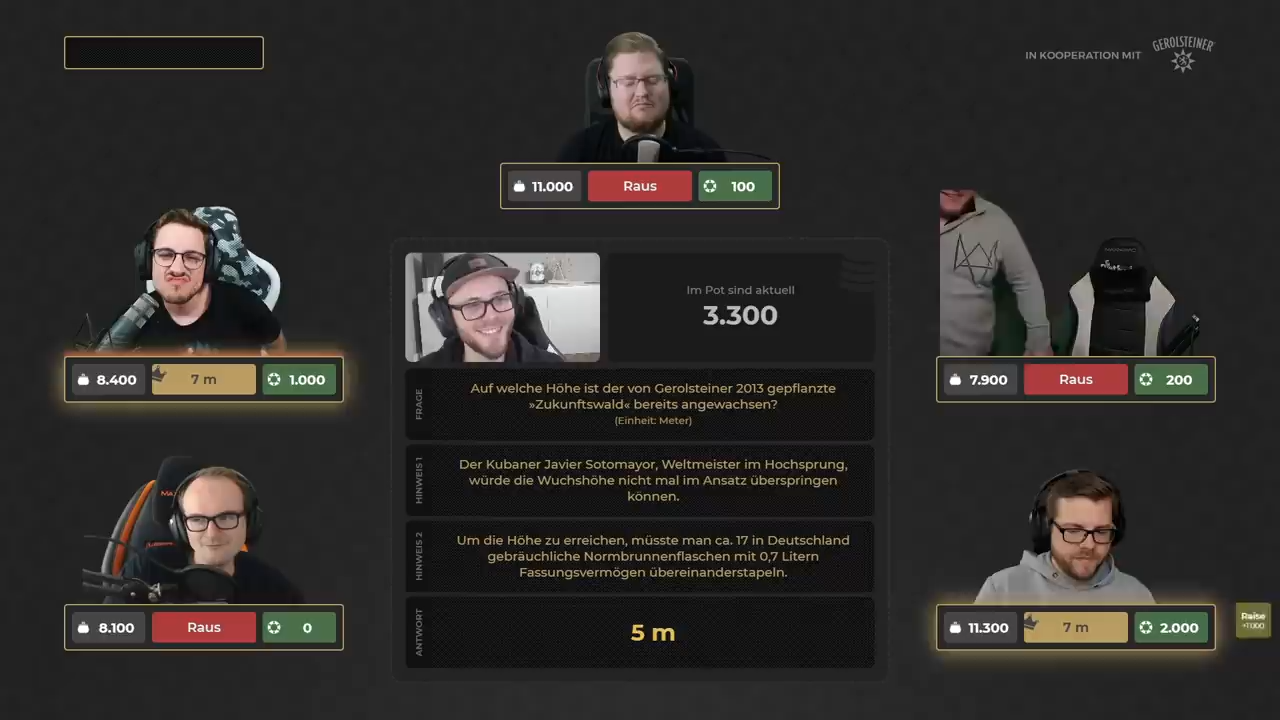 IN KOOPERATION MIT
GEROLSTEINER
11.000 Raus 100
Im Pot sind aktuell
3.300
8.400 7 m 1.000
7.900 Raus 200
FRAGE
Auf welche Höhe ist der von Gerolsteiner 2013 gepflanzte
»Zukunftswald« bereits angewachsen?
(Einheit: Meter)
HINWEIS 1
Der Kubaner Javier Sotomayor, Weltmeister im Hochsprung,
würde die Wuchshöhe nicht mal im Ansatz überspringen
können.
HINWEIS 2
Um die Höhe zu erreichen, müsste man ca. 17 in Deutschland
gebräuchliche Normbrunnenflaschen mit 0,7 Litern
Fassungsvermögen übereinanderstapeln.
ANTWORT
5 m
8.100 Raus 0
11.300 7 m 2.000
Raise
+1.000